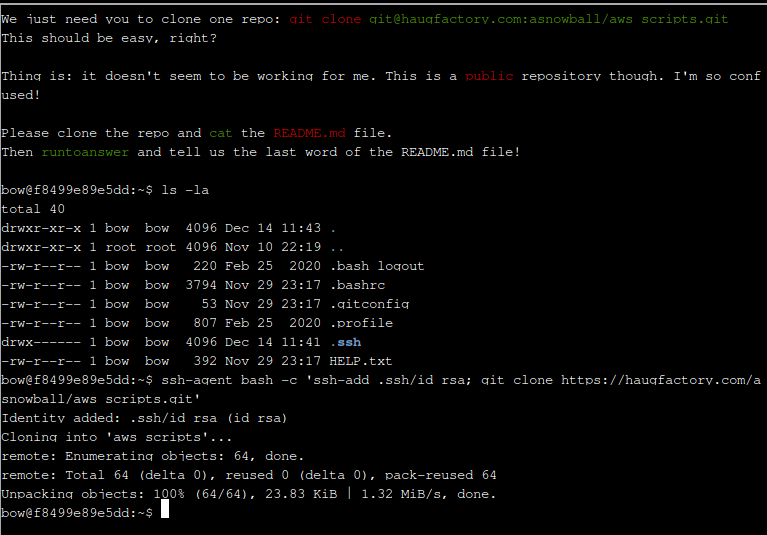 We just need you to clone one repo: git clone git@haugfactory.com:asnowball/aws_scripts.git
This should be easy, right?
Thing is: it doesn't seem to be working for me. This is a public repository though. I'm so conf
used!
Please clone the repo and cat the README.md file.
Then runtoanswer and tell us the last word of the README.md file!
bow@f8499e89e5dd:~$ ls -la
total 40
drwxr-xr-x 1 bow  bow  4096 Dec 14 11:43 .
drwxr-xr-x 1 root root 4096 Nov 10 22:19 ..
-rw-r--r-- 1 bow  bow   220 Feb 25  2020 .bash_logout
-rw-r--r-- 1 bow  bow  3794 Nov 29 23:17 .bashrc
-rw-r--r-- 1 bow  bow    53 Nov 29 23:17 .gitconfig
-rw-r--r-- 1 bow  bow   807 Feb 25  2020 .profile
drwx------ 1 bow  bow  4096 Dec 14 11:41 .ssh
-rw-r--r-- 1 bow  bow   392 Nov 29 23:17 HELP.txt
bow@f8499e89e5dd:~$ ssh-agent bash -c 'ssh-add .ssh/id_rsa; git clone https://haugfactory.com/a
snowball/aws_scripts.git'
Identity added: .ssh/id_rsa (id_rsa)
Cloning into 'aws_scripts'...
remote: Enumerating objects: 64, done.
remote: Total 64 (delta 0), reused 0 (delta 0), pack-reused 64
Unpacking objects: 100% (64/64), 23.83 KiB | 1.32 MiB/s, done.
bow@f8499e89e5dd:~$